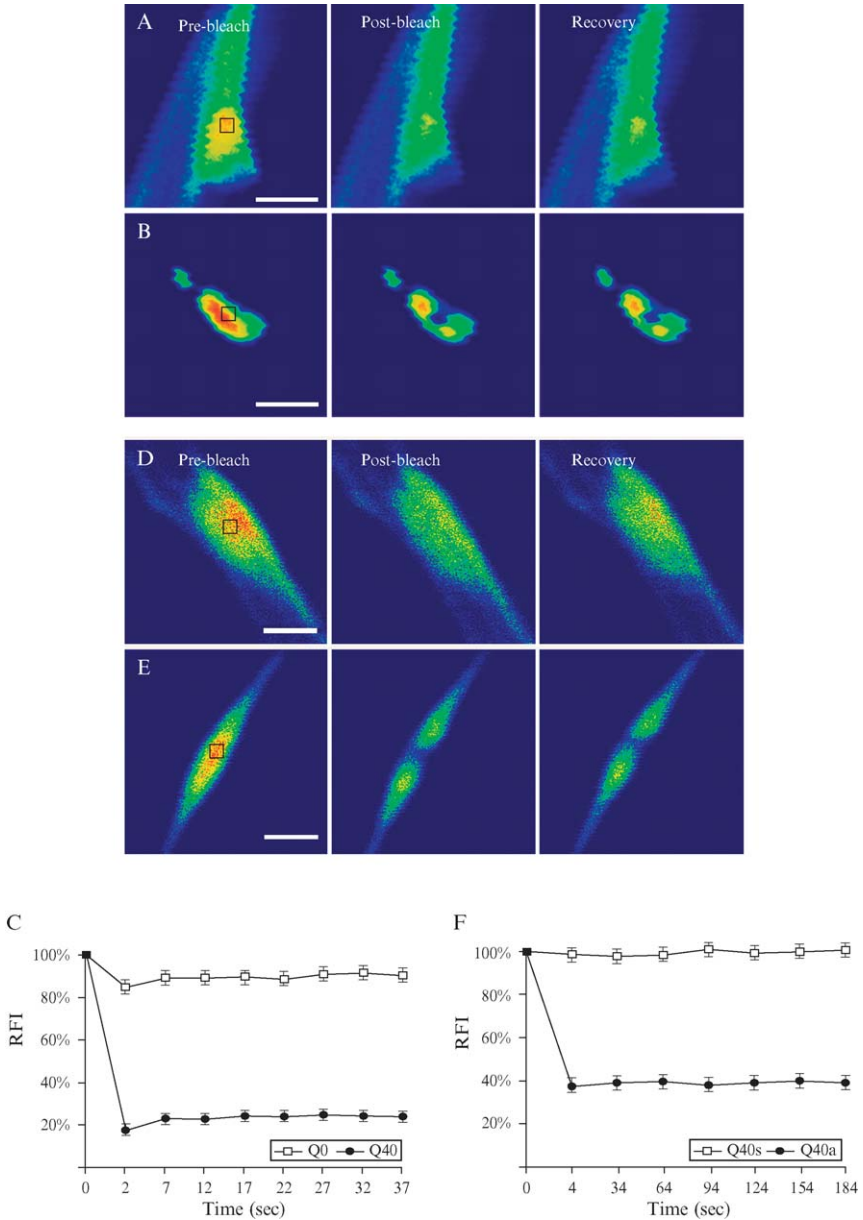 A Pre-bleach Post-bleach Recovery
B
D Pre-bleach Post-bleach Recovery
E
C
100%
80%
60%
40%
20%
RFI
0 2 7 12 17 22 27 32 37
Time (sec)
Q0 Q40
F
100%
80%
60%
40%
20%
RFI
0 4 34 64 94 124 154 184
Time (sec)
Q40s Q40a